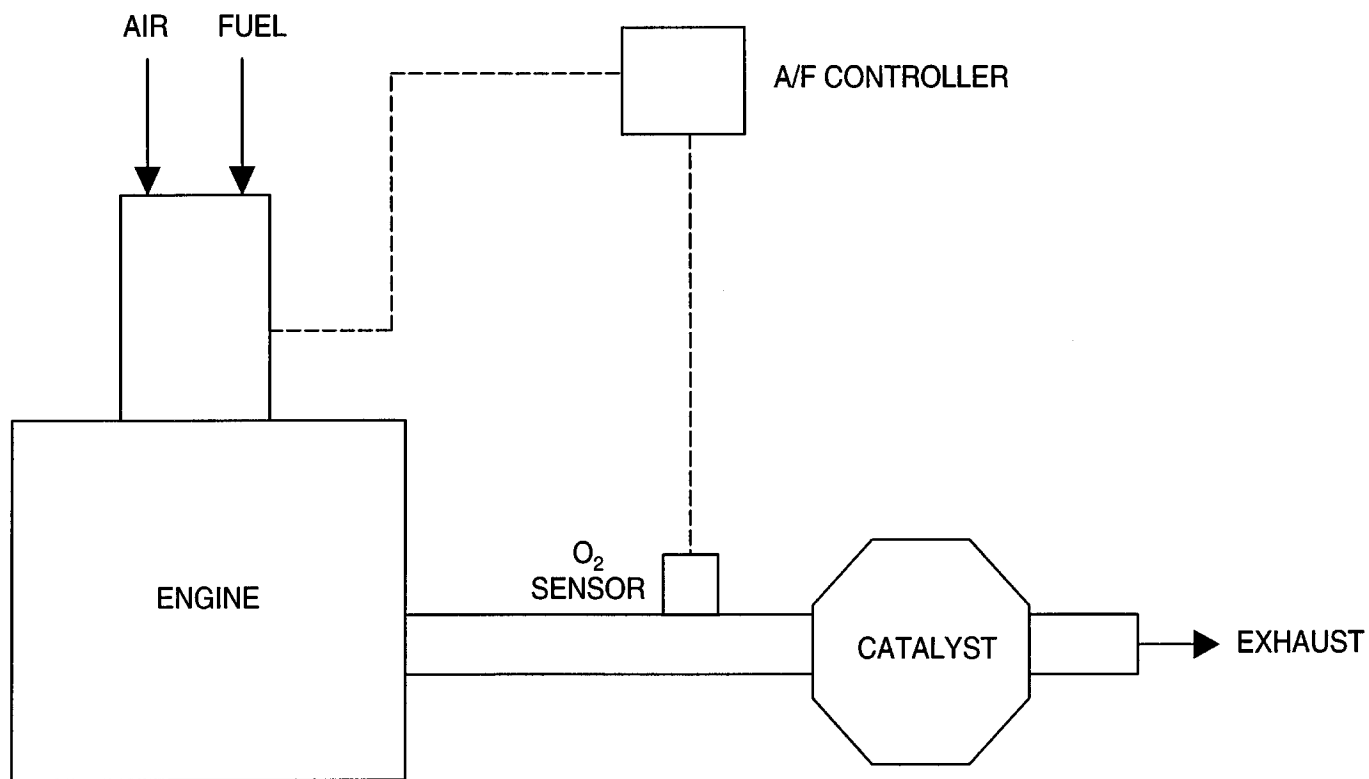 AIR
FUEL
A/F CONTROLLER
O₂
SENSOR
ENGINE
CATALYST
EXHAUST